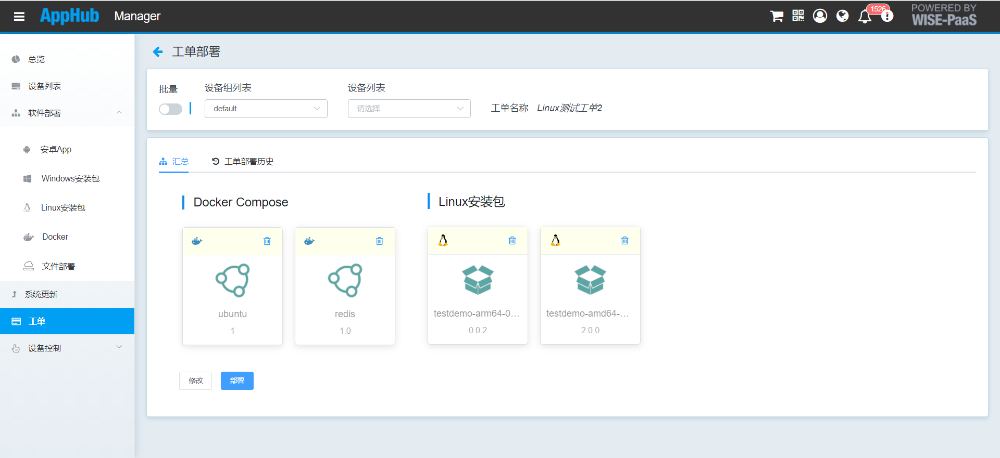 AppHub Manager
1526
POWERED BY
WISE-PaaS
总览
设备列表
软件部署
安卓App
Windows安装包
Linux安装包
Docker
文件部署
系统更新
工单
设备控制
工单部署
批量
设备组列表
default
设备列表
请选择
工单名称 Linux测试工单2
汇总
工单部署历史
Docker Compose
ubuntu
1
redis
1.0
Linux安装包
testdemo-arm64-0...
0.0.2
testdemo-amd64-...
2.0.0
修改
部署